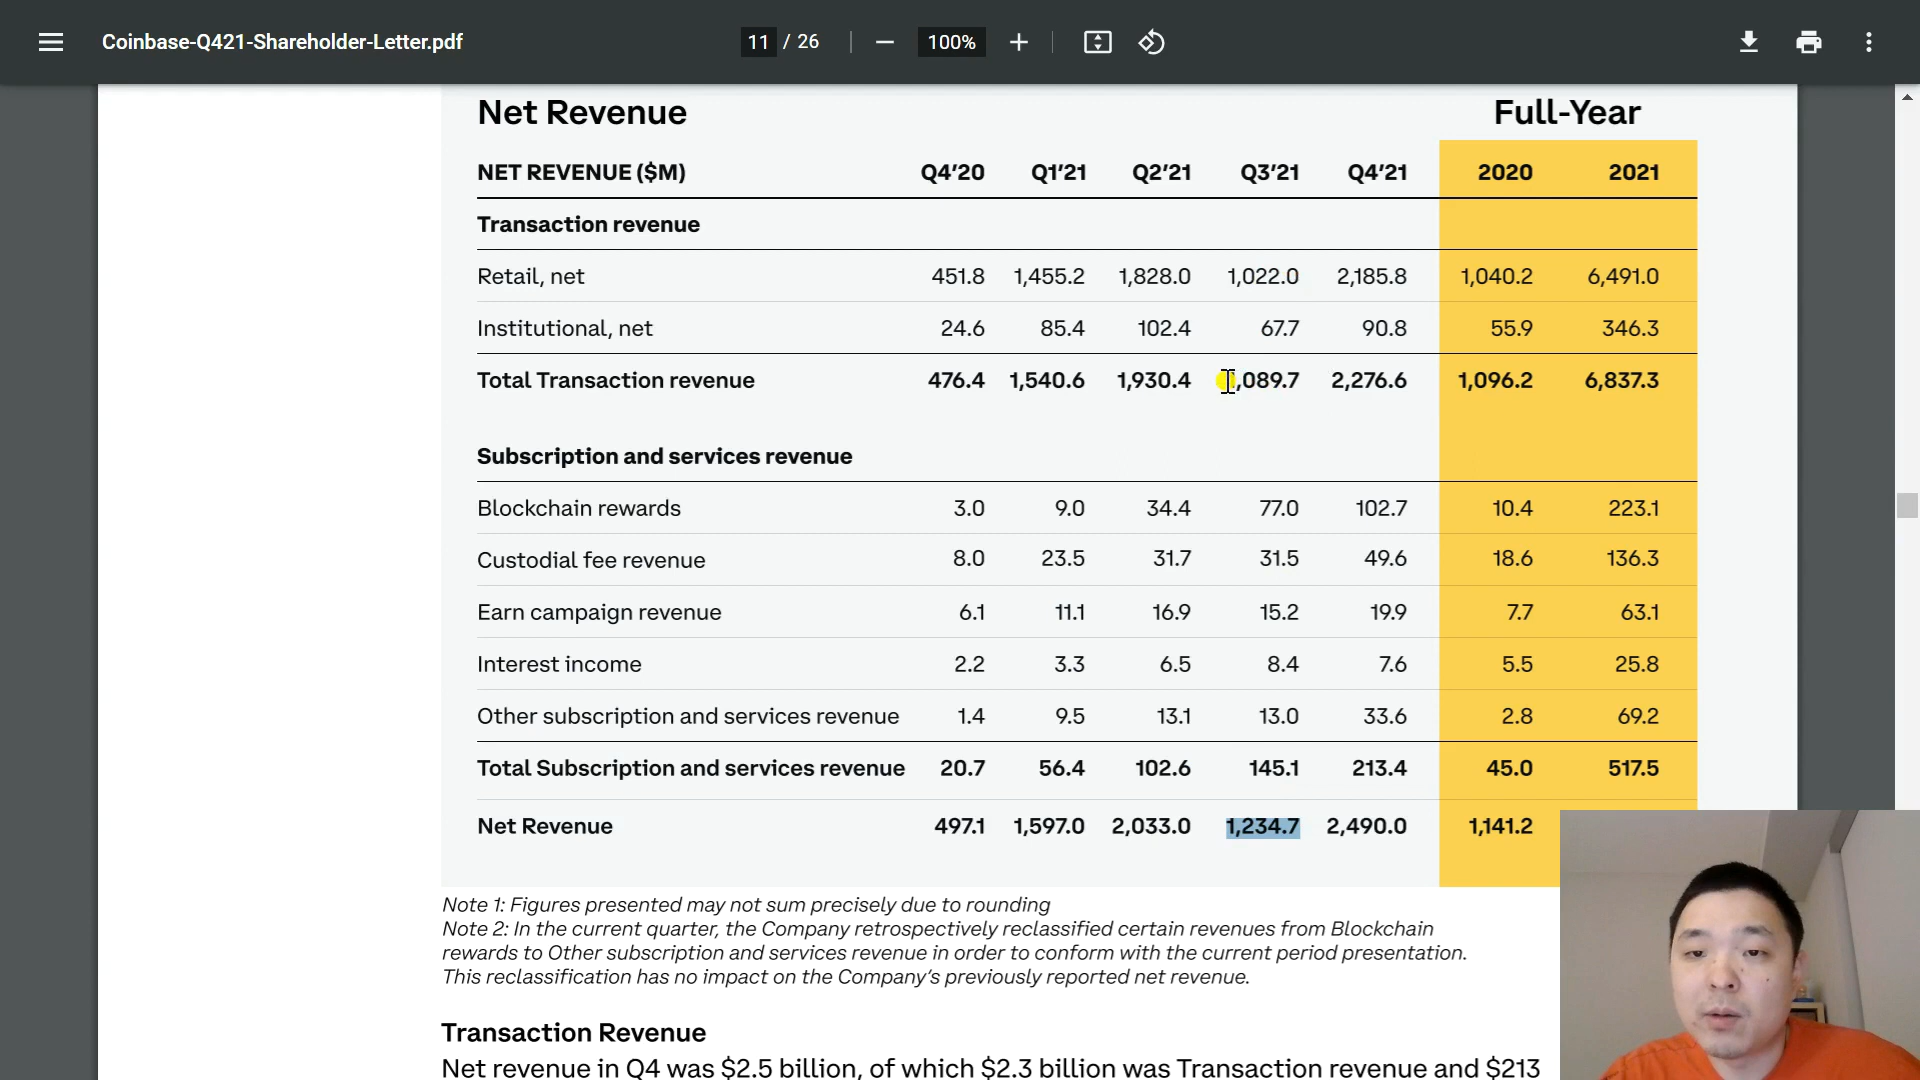 Coinbase-Q421-Shareholder-Letter.pdf 11 / 26 100%
Net Revenue Full-Year
NET REVENUE ($M) Q4'20 Q1'21 Q2'21 Q3'21 Q4'21 2020 2021
Transaction revenue
Retail, net 451.8 1,455.2 1,828.0 1,022.0 2,185.8 1,040.2 6,491.0
Institutional, net 24.6 85.4 102.4 67.7 90.8 55.9 346.3
Total Transaction revenue 476.4 1,540.6 1,930.4 ,089.7 2,276.6 1,096.2 6,837.3
Subscription and services revenue
Blockchain rewards 3.0 9.0 34.4 77.0 102.7 10.4 223.1
Custodial fee revenue 8.0 23.5 31.7 31.5 49.6 18.6 136.3
Earn campaign revenue 6.1 11.1 16.9 15.2 19.9 7.7 63.1
Interest income 2.2 3.3 6.5 8.4 7.6 5.5 25.8
Other subscription and services revenue 1.4 9.5 13.1 13.0 33.6 2.8 69.2
Total Subscription and services revenue 20.7 56.4 102.6 145.1 213.4 45.0 517.5
Net Revenue 497.1 1,597.0 2,033.0 1,234.7 2,490.0 1,141.2
Note 1: Figures presented may not sum precisely due to rounding
Note 2: In the current quarter, the Company retrospectively reclassified certain revenues from Blockchain
rewards to Other subscription and services revenue in order to conform with the current period presentation.
This reclassification has no impact on the Company's previously reported net revenue.
Transaction Revenue
Net revenue in Q4 was $2.5 billion, of which $2.3 billion was Transaction revenue and $213